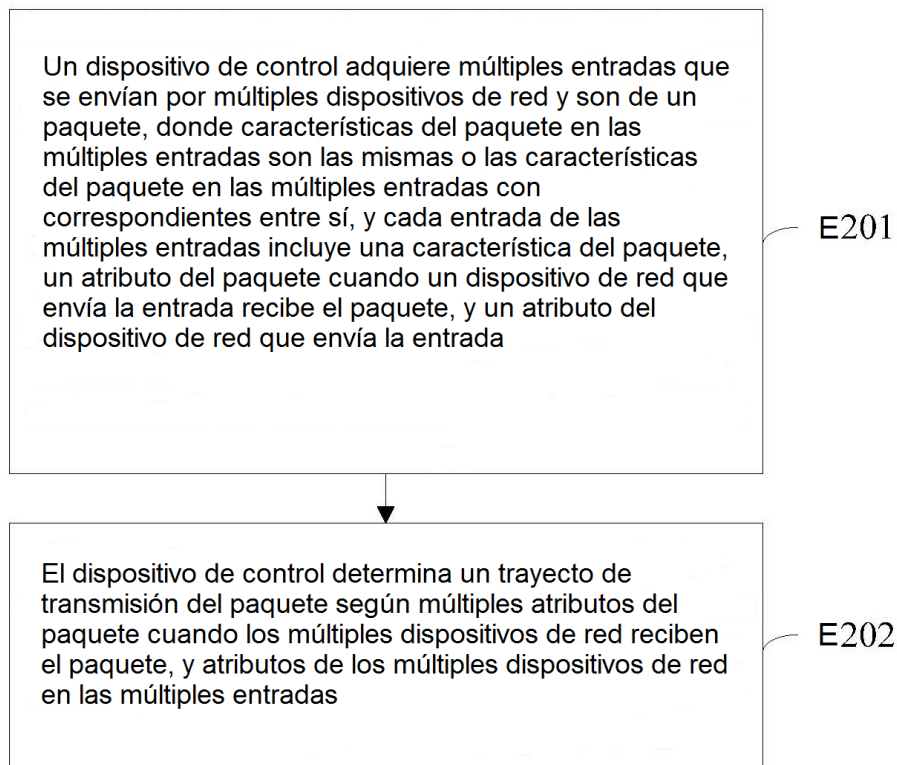 Un dispositivo de control adquiere múltiples entradas que
se envían por múltiples dispositivos de red y son de un
paquete, donde características del paquete en las
múltiples entradas son las mismas o las características
del paquete en las múltiples entradas con
correspondientes entre sí, y cada entrada de las
múltiples entradas incluye una característica del paquete,
un atributo del paquete cuando un dispositivo de red que
envía la entrada recibe el paquete, y un atributo del
dispositivo de red que envía la entrada
E201
El dispositivo de control determina un trayecto de
transmisión del paquete según múltiples atributos del
paquete cuando los múltiples dispositivos de red reciben
el paquete, y atributos de los múltiples dispositivos de red
en las múltiples entradas
E202